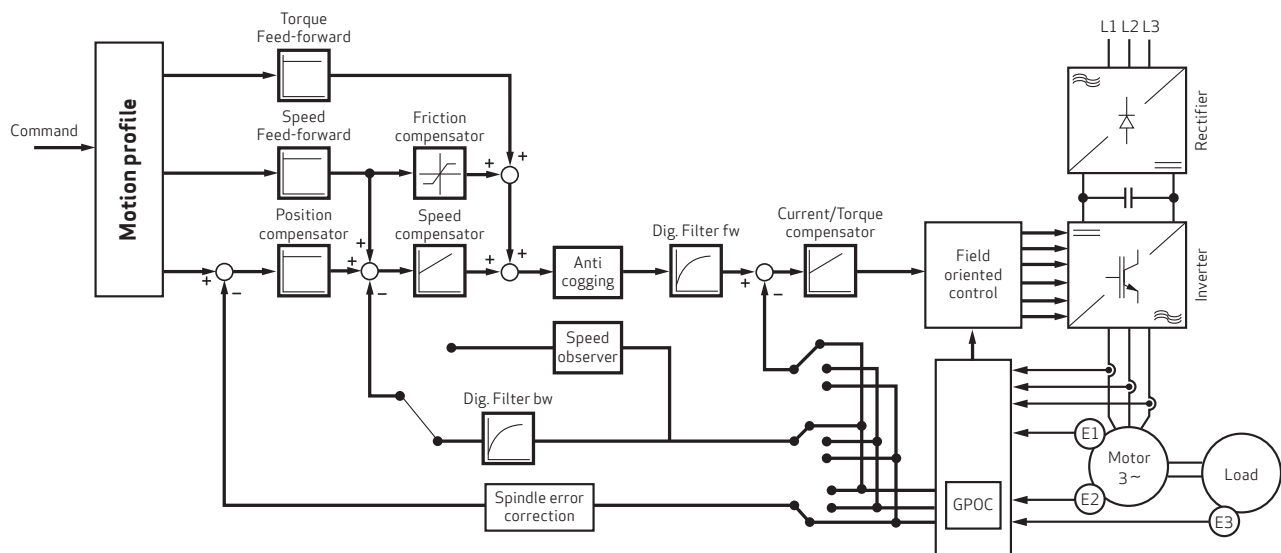 Torque
Feed-forward
L1 L2 L3
Rectifier
Command
Motion profile
Speed
Feed-forward
Friction
compensator
+
+
+
Position
compensator
Speed
compensator
Dig. Filter fw
Current/Torque
compensator
Field
oriented
control
Inverter
+
+
+
+
+
Anti
cogging
+
−
−
−
Speed
observer
Dig. Filter bw
E1
Motor
3~
Load
Spindle error
correction
GPOC
E2
E3